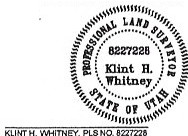 PROFESSIONAL LAND SURVEYOR
8227228
Klint H.
Whitney
STATE OF UTAH
KLINT H. WHITNEY, PLS NO. 8227228